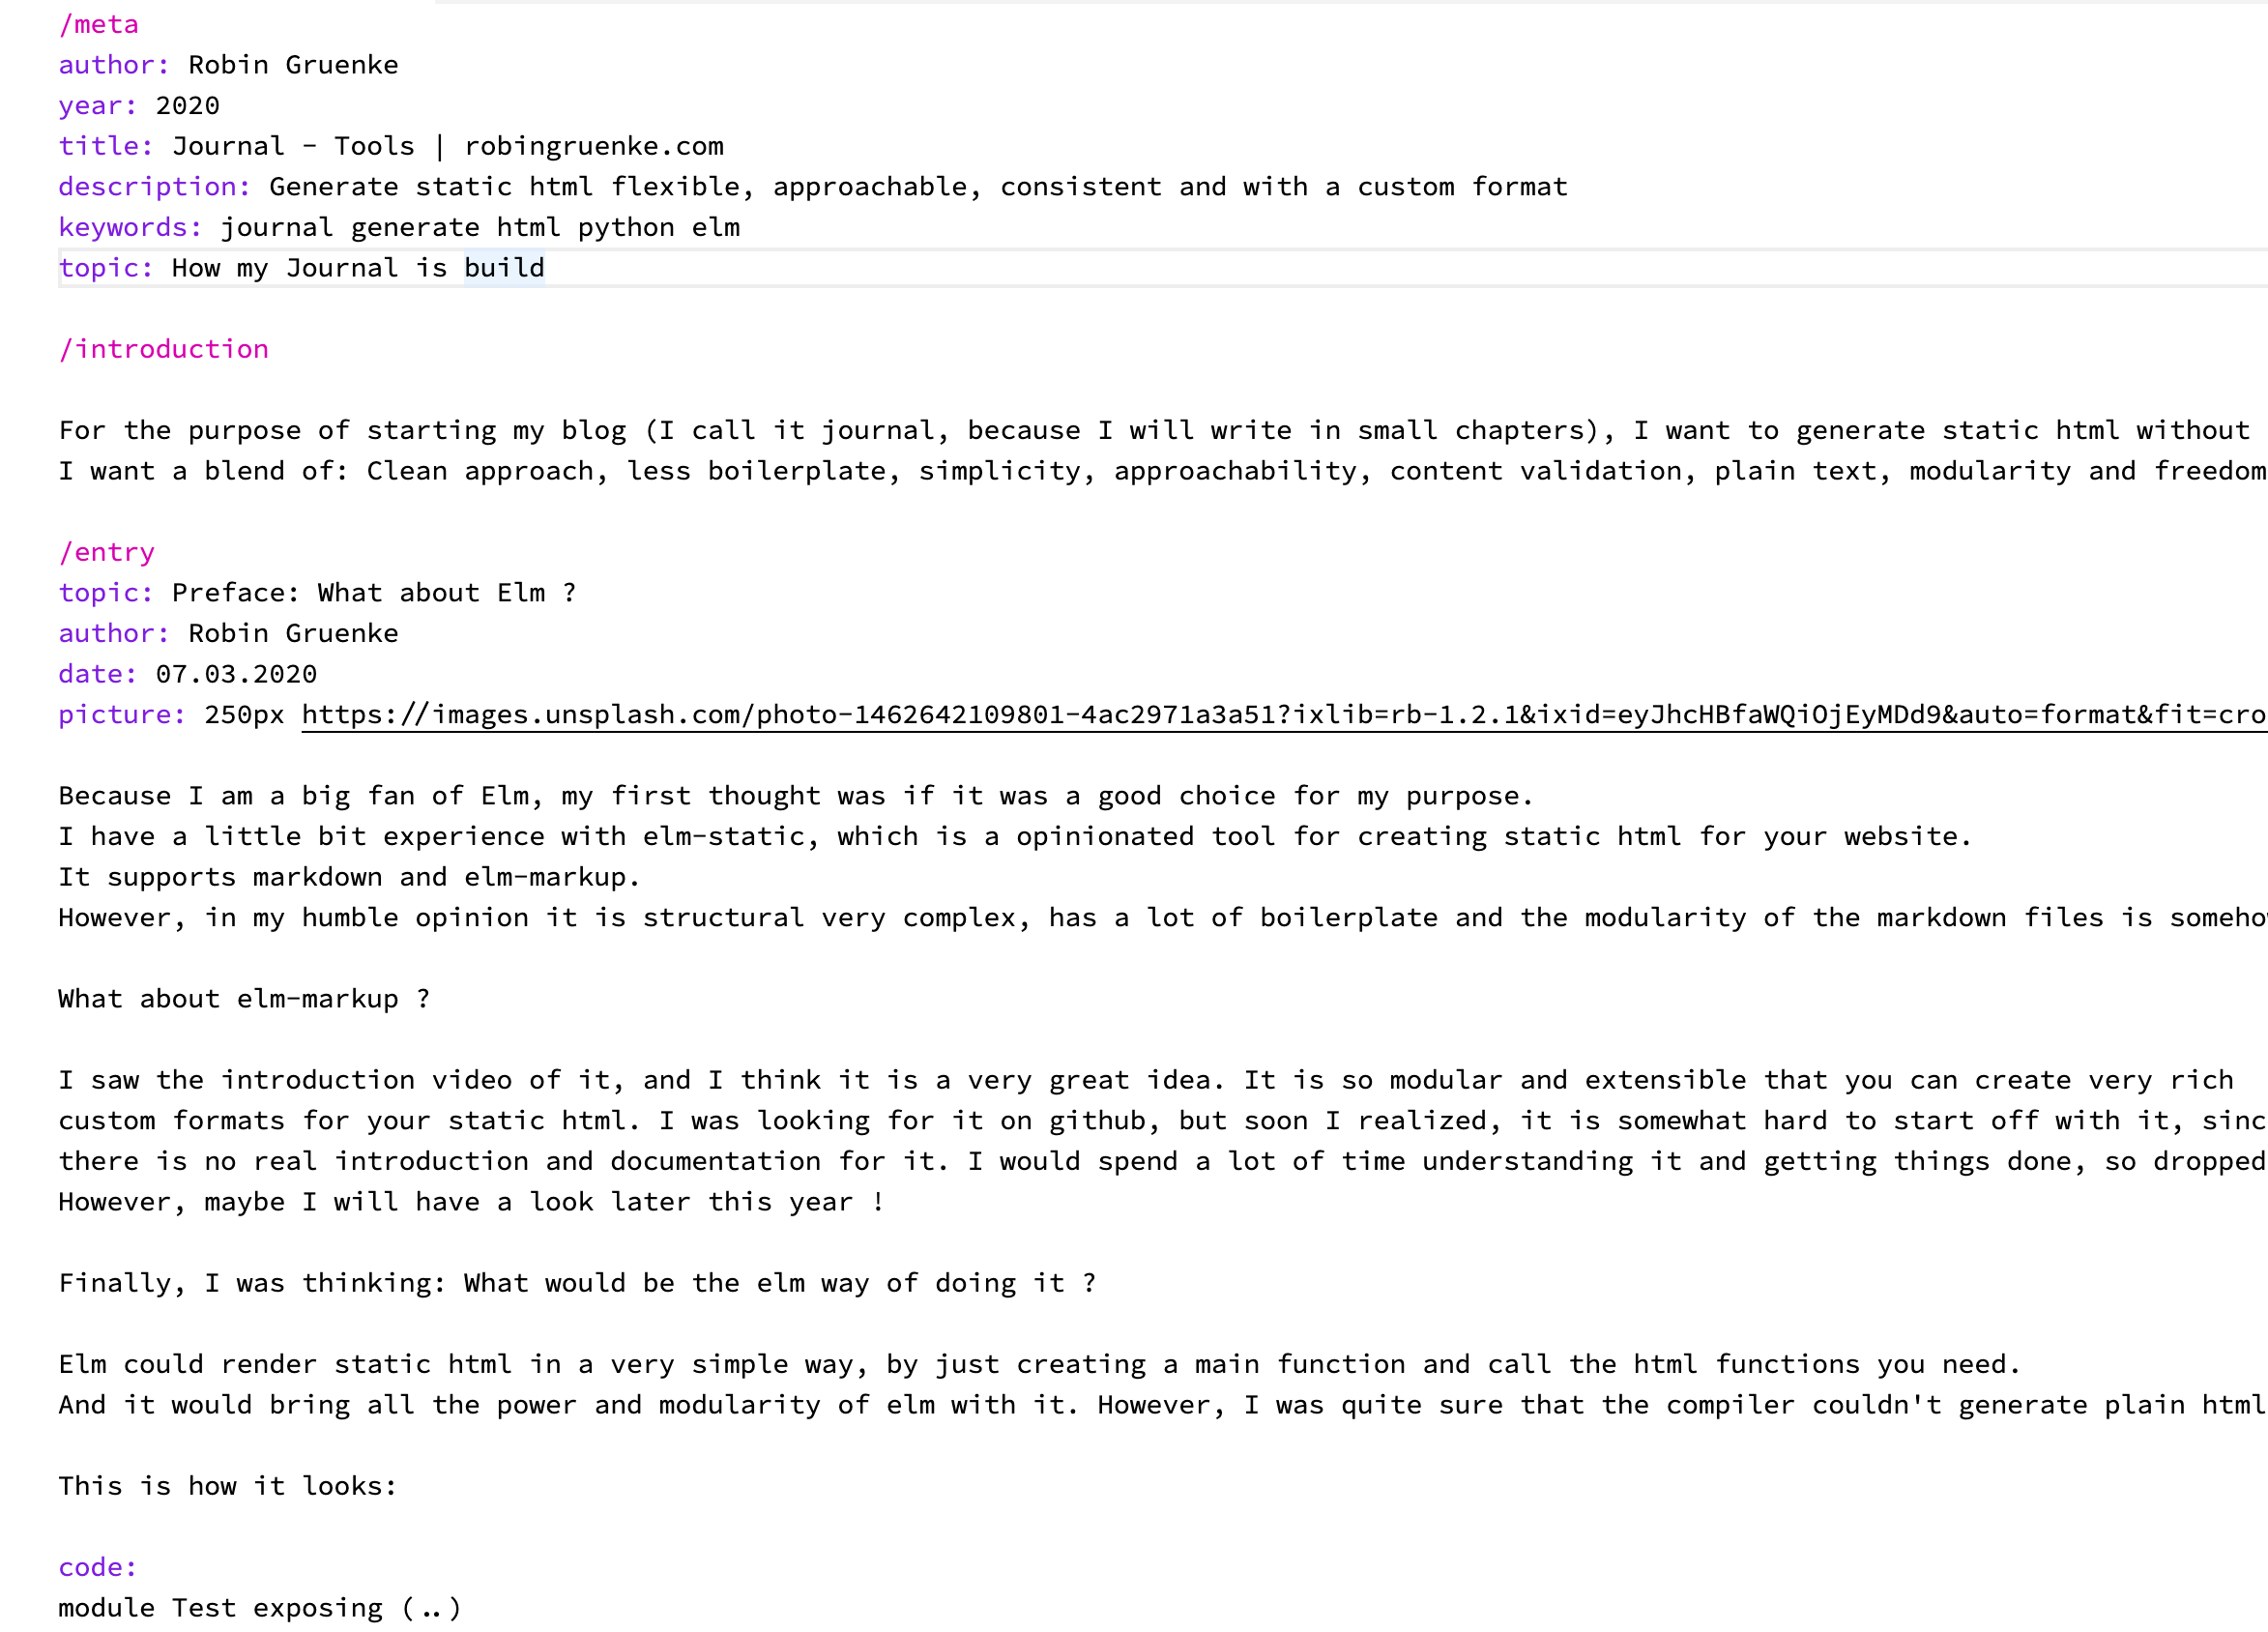 /meta
author: Robin Gruenke
year: 2020
title: Journal - Tools | robingruenke.com
description: Generate static html flexible, approachable, consistent and with a custom format
keywords: journal generate html python elm
topic: How my Journal is build
/introduction
For the purpose of starting my blog (I call it journal, because I will write in small chapters), I want to generate static html without
I want a blend of: Clean approach, less boilerplate, simplicity, approachability, content validation, plain text, modularity and freedom
/entry
topic: Preface: What about Elm ?
author: Robin Gruenke
date: 07.03.2020
picture: 250px https://images.unsplash.com/photo-1462642109801-4ac2971a3a51?ixlib=rb-1.2.1&ixid=eyJhcHBfaWQiOjEyMDd9&auto=format&fit=cro
Because I am a big fan of Elm, my first thought was if it was a good choice for my purpose.
I have a little bit experience with elm-static, which is a opinionated tool for creating static html for your website.
It supports markdown and elm-markup.
However, in my humble opinion it is structural very complex, has a lot of boilerplate and the modularity of the markdown files is
What about elm-markup ?
I saw the introduction video of it, and I think it is a very great idea. It is so modular and extensible that you can create very rich
custom formats for your static html. I was looking for it on github, but soon I realized, it is somewhat hard to start off with it, sinc
there is no real introduction and documentation for it. I would spend a lot of time understanding it and getting things done, so dropped
However, maybe I will have a look later this year !
Finally, I was thinking: What would be the elm way of doing it ?
Elm could render static html in a very simple way, by just creating a main function and call the html functions you need.
And it would bring all the power and modularity of elm with it. However, I was quite sure that the compiler couldn't generate plain html
This is how it looks:
code:
module Test exposing (..)